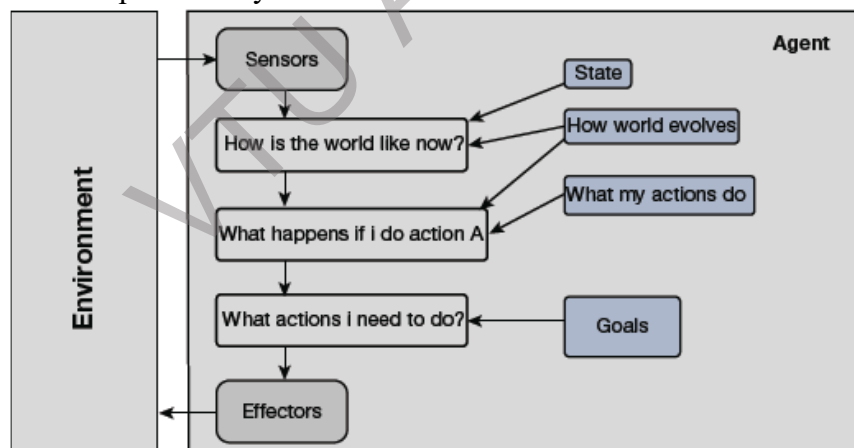 Agent
Sensors
State
How is the world like now?
How world evolves
What my actions do
What happens if i do action A
What actions i need to do?
Goals
Effectors
Environment
VTU A